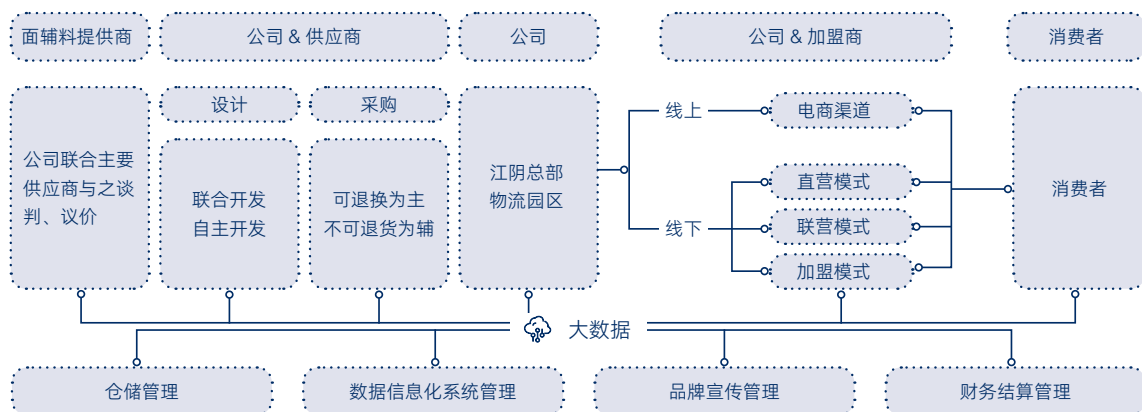 面辅料提供商
公司 & 供应商
公司
公司 & 加盟商
消费者
公司联合主要
供应商与之谈
判、议价
设计
联合开发
自主开发
采购
可退换为主
不可退货为辅
江阴总部
物流园区
线上
电商渠道
线下
直营模式
联营模式
加盟模式
消费者
大数据
仓储管理
数据信息化系统管理
品牌宣传管理
财务结算管理